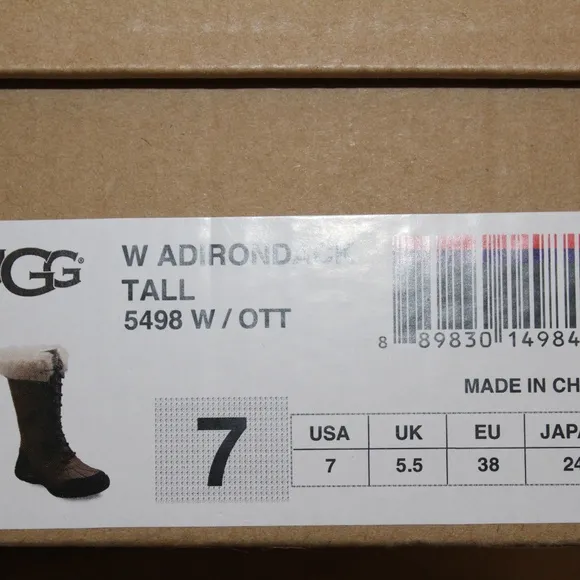 UGG®
W ADIRONDACK
TALL
5498 W / OTT
8 89830 14984
MADE IN CH
7
USA UK EU JAPA
7 5.5 38 24